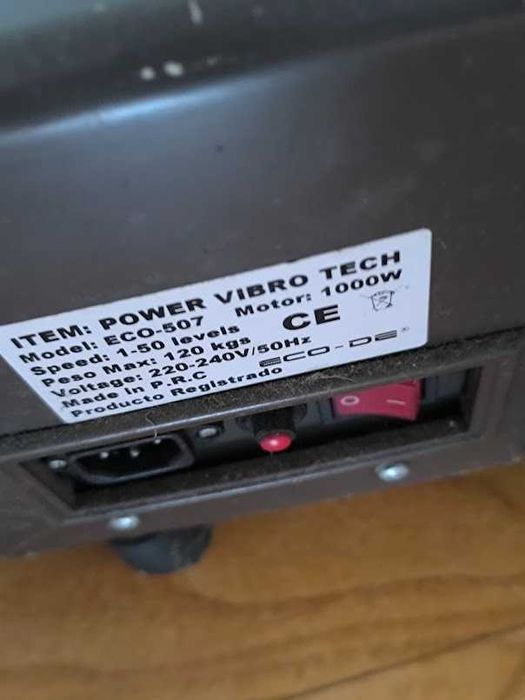 ITEM: POWER VIBRO TECH
Model: ECO-507 Motor: 1000W
Speed: 1-50 levels
Peso Max: 120 kgs CE
Voltage: 220-240V/50Hz
Made in: P.R.C ECO-DE®
Producto Registrado
O I